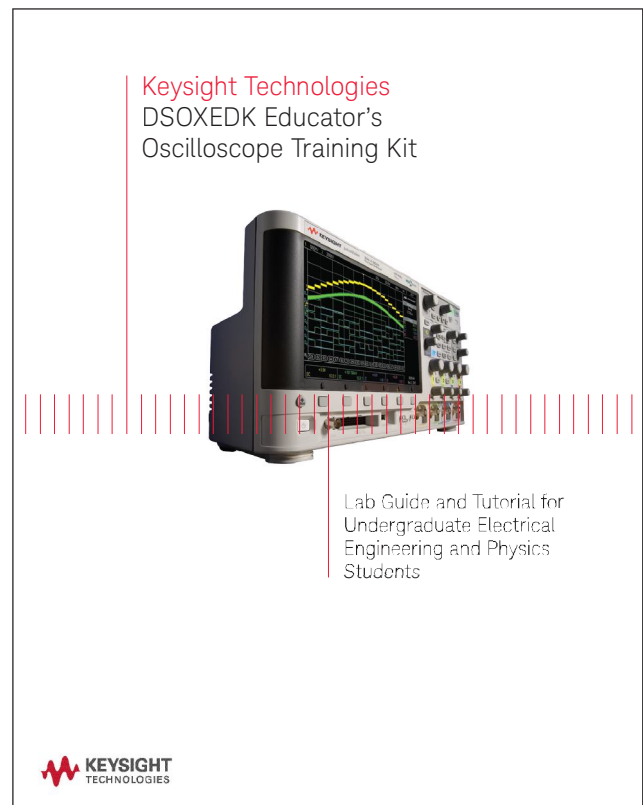 Keysight Technologies
DSOXEDK Educator's
Oscilloscope Training Kit
KEYSIGHT
Lab Guide and Tutorial for
Undergraduate Electrical
Engineering and Physics
Students
KEYSIGHT
TECHNOLOGIES